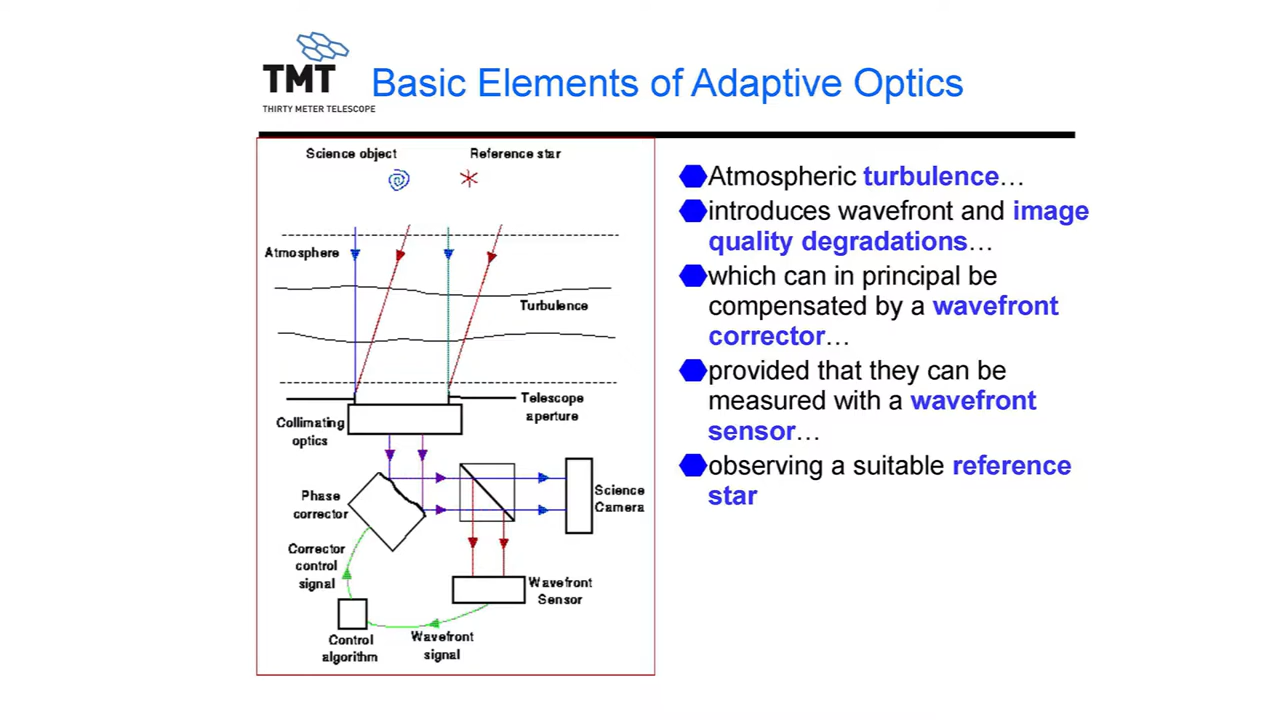 TMT
THIRTY METER TELESCOPE
Basic Elements of Adaptive Optics
Science object
Reference star
Atmosphere
Turbulence
Telescope
aperture
Collimating
optics
Phase
corrector
Science
Camera
Corrector
control
signal
Wavefront
Sensor
Control
algorithm
Wavefront
signal
Atmospheric turbulence…
introduces wavefront and image
quality degradations…
which can in principal be
compensated by a wavefront
corrector…
provided that they can be
measured with a wavefront
sensor…
observing a suitable reference
star